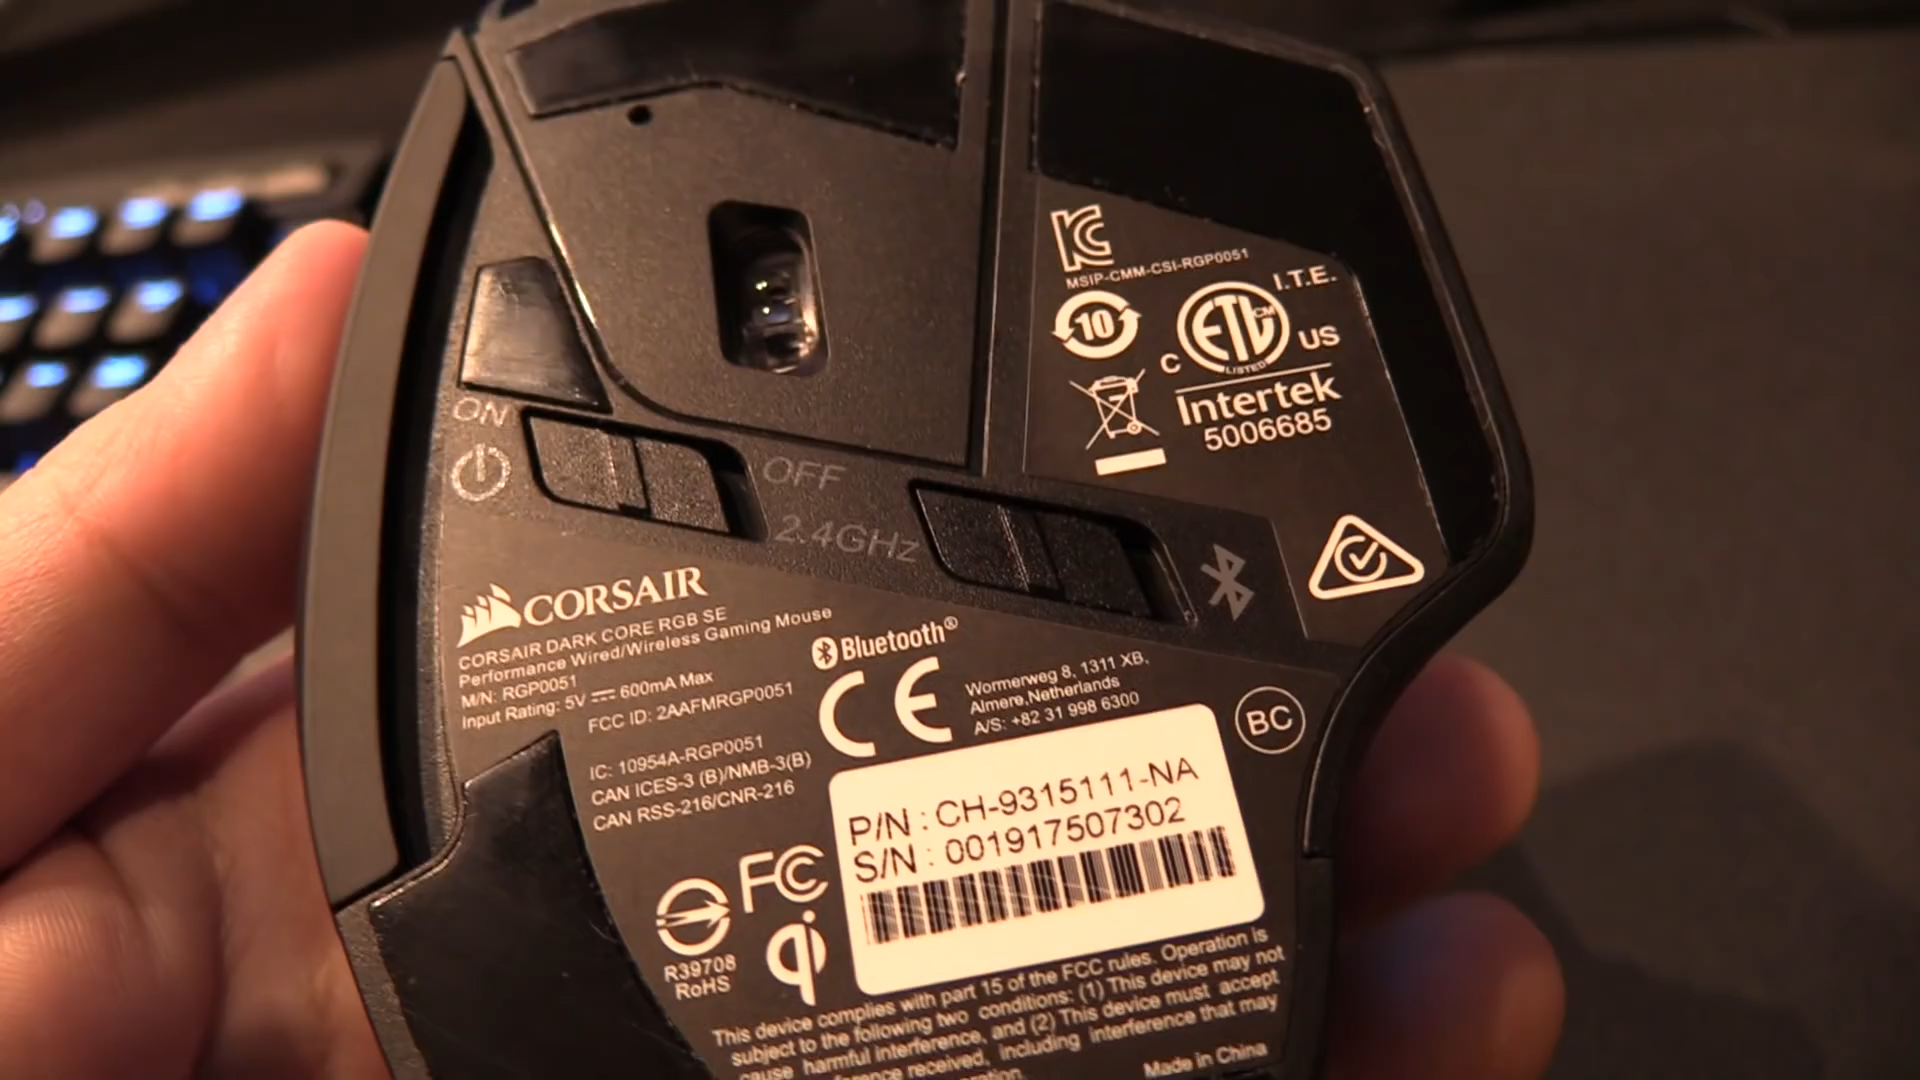 MSIP-CMM-CSI-RGP0051
I.T.E.
10
ETL CM
LISTED
C
US
Intertek
5006685
ON
OFF
2.4GHz
CORSAIR
CORSAIR DARK CORE RGB SE
Performance Wired/Wireless Gaming Mouse
M/N: RGP0051
Input Rating: 5V ⎓ 600mA Max
FCC ID: 2AAFMRGP0051
IC: 10954A-RGP0051
CAN ICES-3 (B)/NMB-3(B)
CAN RSS-216/CNR-216
Bluetooth®
CE
Wormerweg 8, 1311 XB,
Almere,Netherlands
A/S: +82 31 998 6300
BC
P/N : CH-9315111-NA
S/N : 001917507302
FC
R39708
RoHS
qi
This device complies with part 15 of the FCC rules. Operation is
subject to the following two conditions: (1) This device may not
cause harmful interference, and (2) This device must accept
received, including interference that may
Made in China